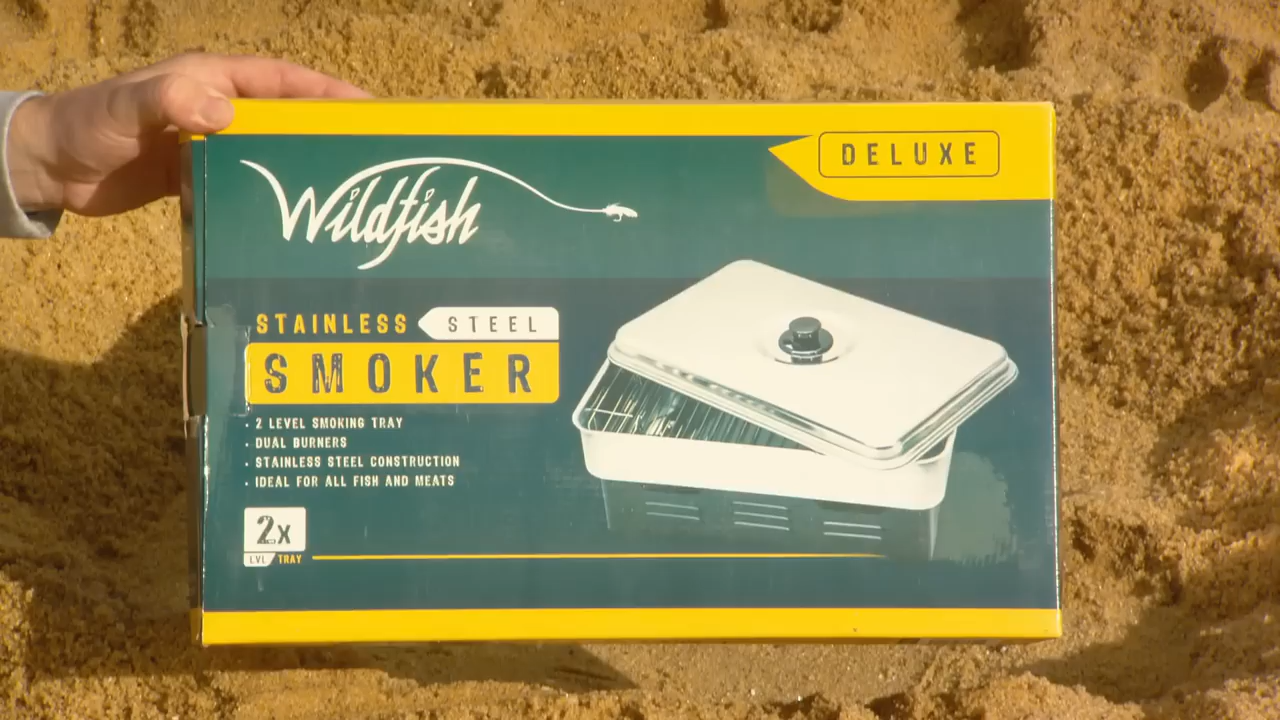 Wildfish
DELUXE
STAINLESS STEEL
SMOKER
· 2 LEVEL SMOKING TRAY
· DUAL BURNERS
· STAINLESS STEEL CONSTRUCTION
· IDEAL FOR ALL FISH AND MEATS
2x
LVL TRAY